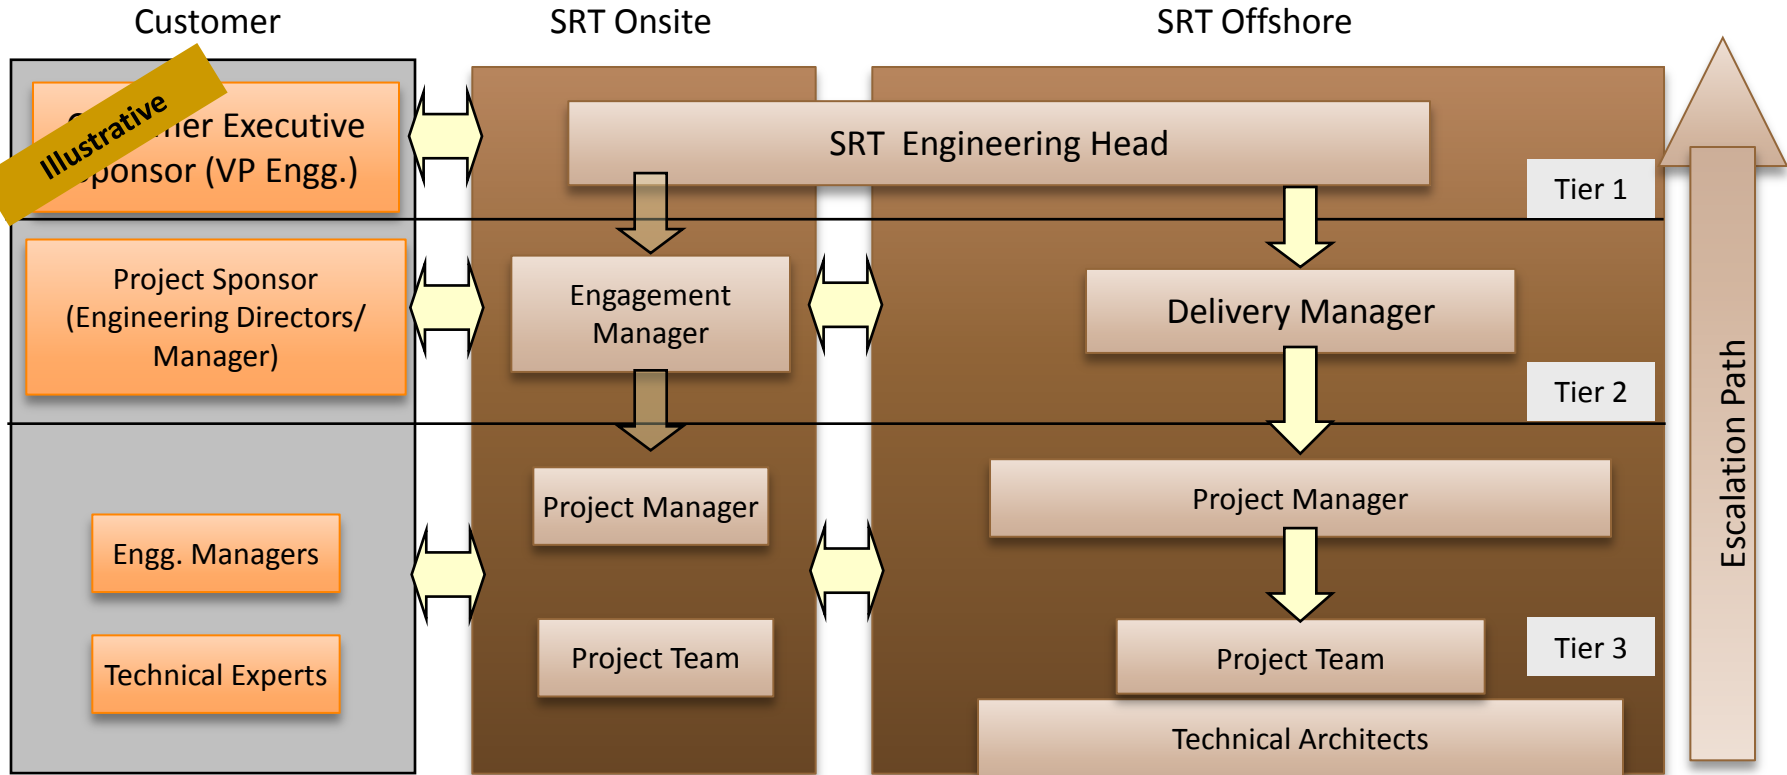 Customer
SRT Onsite
SRT Offshore
Illustrative
Executive
(VP Engg.)
SRT Engineering Head
Tier 1
Project Sponsor
(Engineering Directors/
Manager)
Engagement
Manager
Delivery Manager
Tier 2
Project Manager
Project Manager
Engg. Managers
Technical Experts
Project Team
Project Team
Tier 3
Technical Architects
Escalation Path